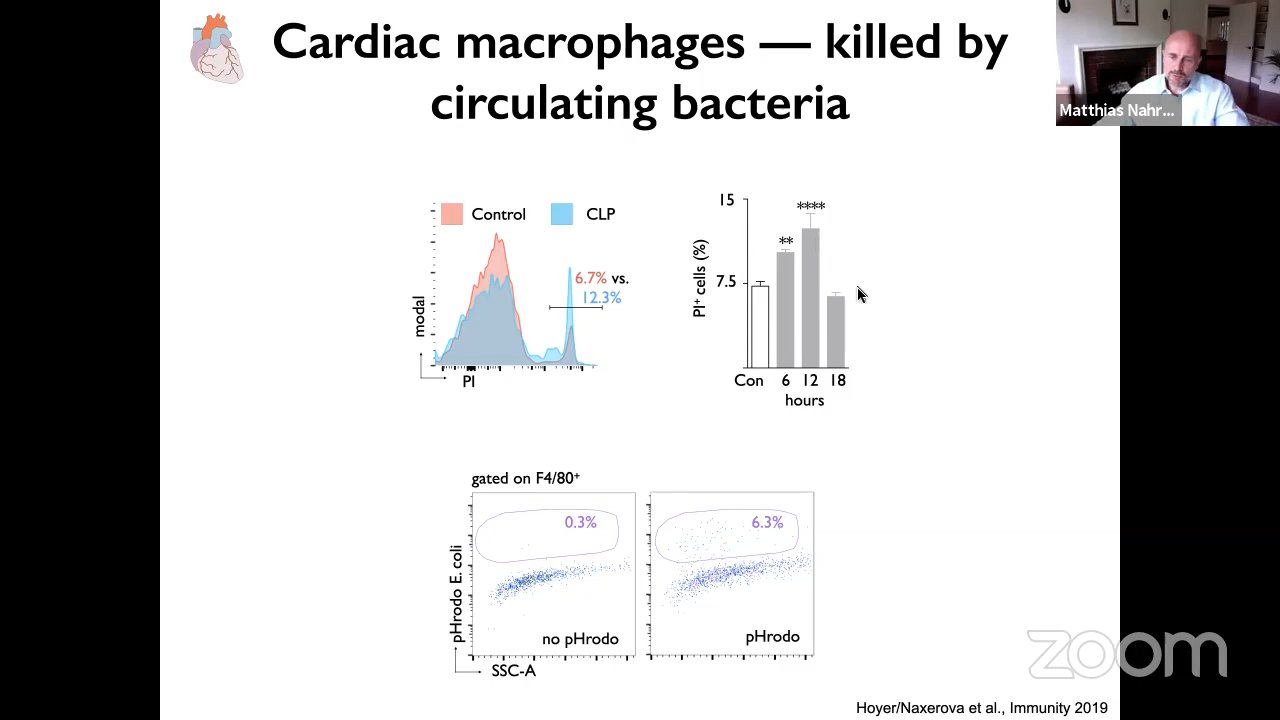 Cardiac macrophages — killed by
circulating bacteria
Matthias Nahr...
Control
CLP
6.7% vs.
12.3%
modal
PI
15
7.5
PI⁺ cells (%)
**
****
Con 6 12 18
hours
gated on F4/80⁺
0.3%
6.3%
pHrodo E. coli
no pHrodo
pHrodo
SSC-A
zoom
Hoyer/Naxerova et al., Immunity 2019